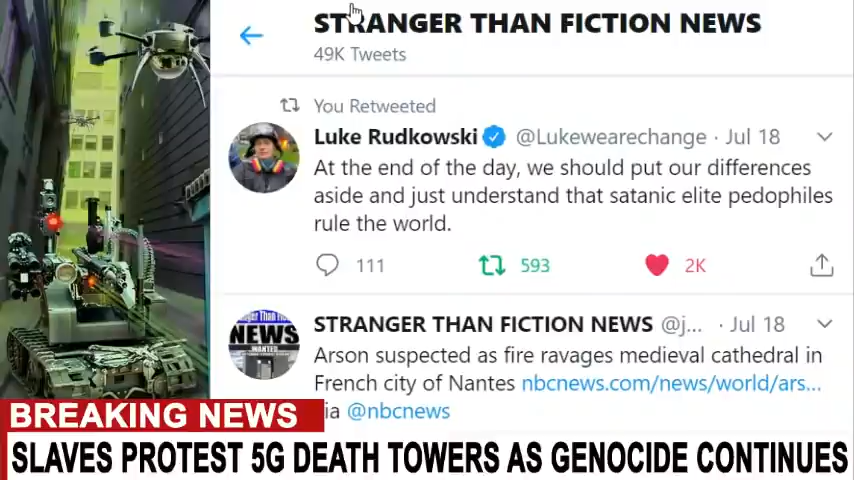 STRANGER THAN FICTION NEWS
49K Tweets
You Retweeted
Luke Rudkowski @Lukewearechange · Jul 18
At the end of the day, we should put our differences
aside and just understand that satanic elite pedophiles
rule the world.
111 593 2K
STRANGER THAN FICTION NEWS @j... · Jul 18
Arson suspected as fire ravages medieval cathedral in
French city of Nantes nbcnews.com/news/world/ars...
ia @nbcnews
NEWS
BREAKING NEWS
SLAVES PROTEST 5G DEATH TOWERS AS GENOCIDE CONTINUES